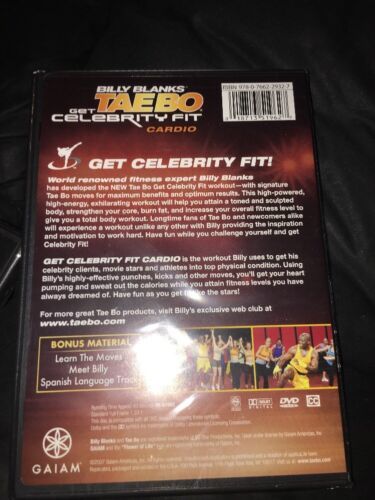 BILLY BLANKS'
TAEBO
GET
CELEBRITY FIT
CARDIO
ISBN 978-0-7662-2932-7
GET CELEBRITY FIT!
World renowned fitness expert Billy Blanks
has developed the NEW Tae Bo Get Celebrity Fit workout—with signature
Tae Bo moves for maximum benefits and optimum results. This high-powered,
high-energy, exhilarating workout will help you attain a toned and sculpted
body, strengthen your core, burn fat, and increase your overall fitness level to
give you a total body workout. Longtime fans of Tae Bo and newcomers alike
will experience a workout unlike any other with Billy providing the inspiration
and motivation to work hard. Have fun while you challenge yourself and get
Celebrity Fit!
GET CELEBRITY FIT CARDIO is the workout Billy uses to get his
celebrity clients, movie stars and athletes into top physical condition. Using
Billy's highly-effective punches, kicks and other moves, you'll get your heart
pumping and sweat out the calories while you attain fitness levels you have
always dreamed of. Have fun as you get fit like the stars!
For more great Tae Bo products, visit Billy's exclusive web club at
www.taebo.com
BONUS MATERIAL
Learn The Moves
Meet Billy
Spanish Language Track
DOLBY
DIGITAL
DVD
VIDEO
CC
GAIAM